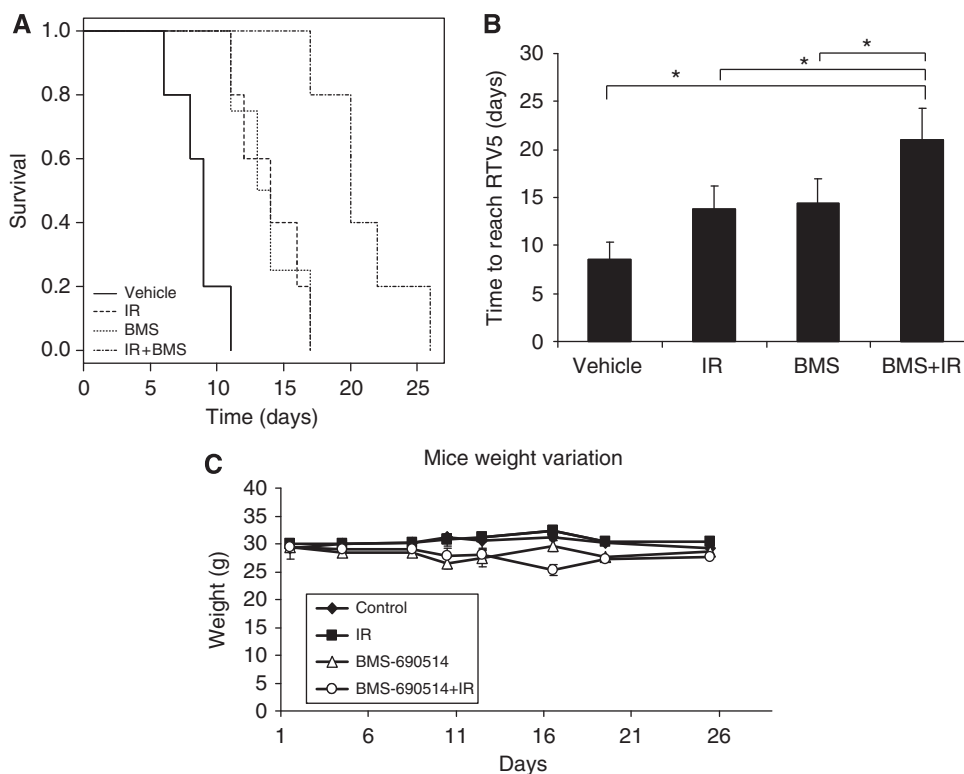 A
Survival
1.0
0.8
0.6
0.4
0.2
0.0
Vehicle
IR
BMS
IR+BMS
0 5 10 15 20 25
Time (days)
B
Time to reach RTV5 (days)
30
25
20
15
10
5
0
*
*
*
Vehicle IR BMS BMS+IR
C
Mice weight variation
Weight (g)
40
35
30
25
20
15
10
5
0
Control
IR
BMS-690514
BMS-690514+IR
1 6 11 16 21 26
Days